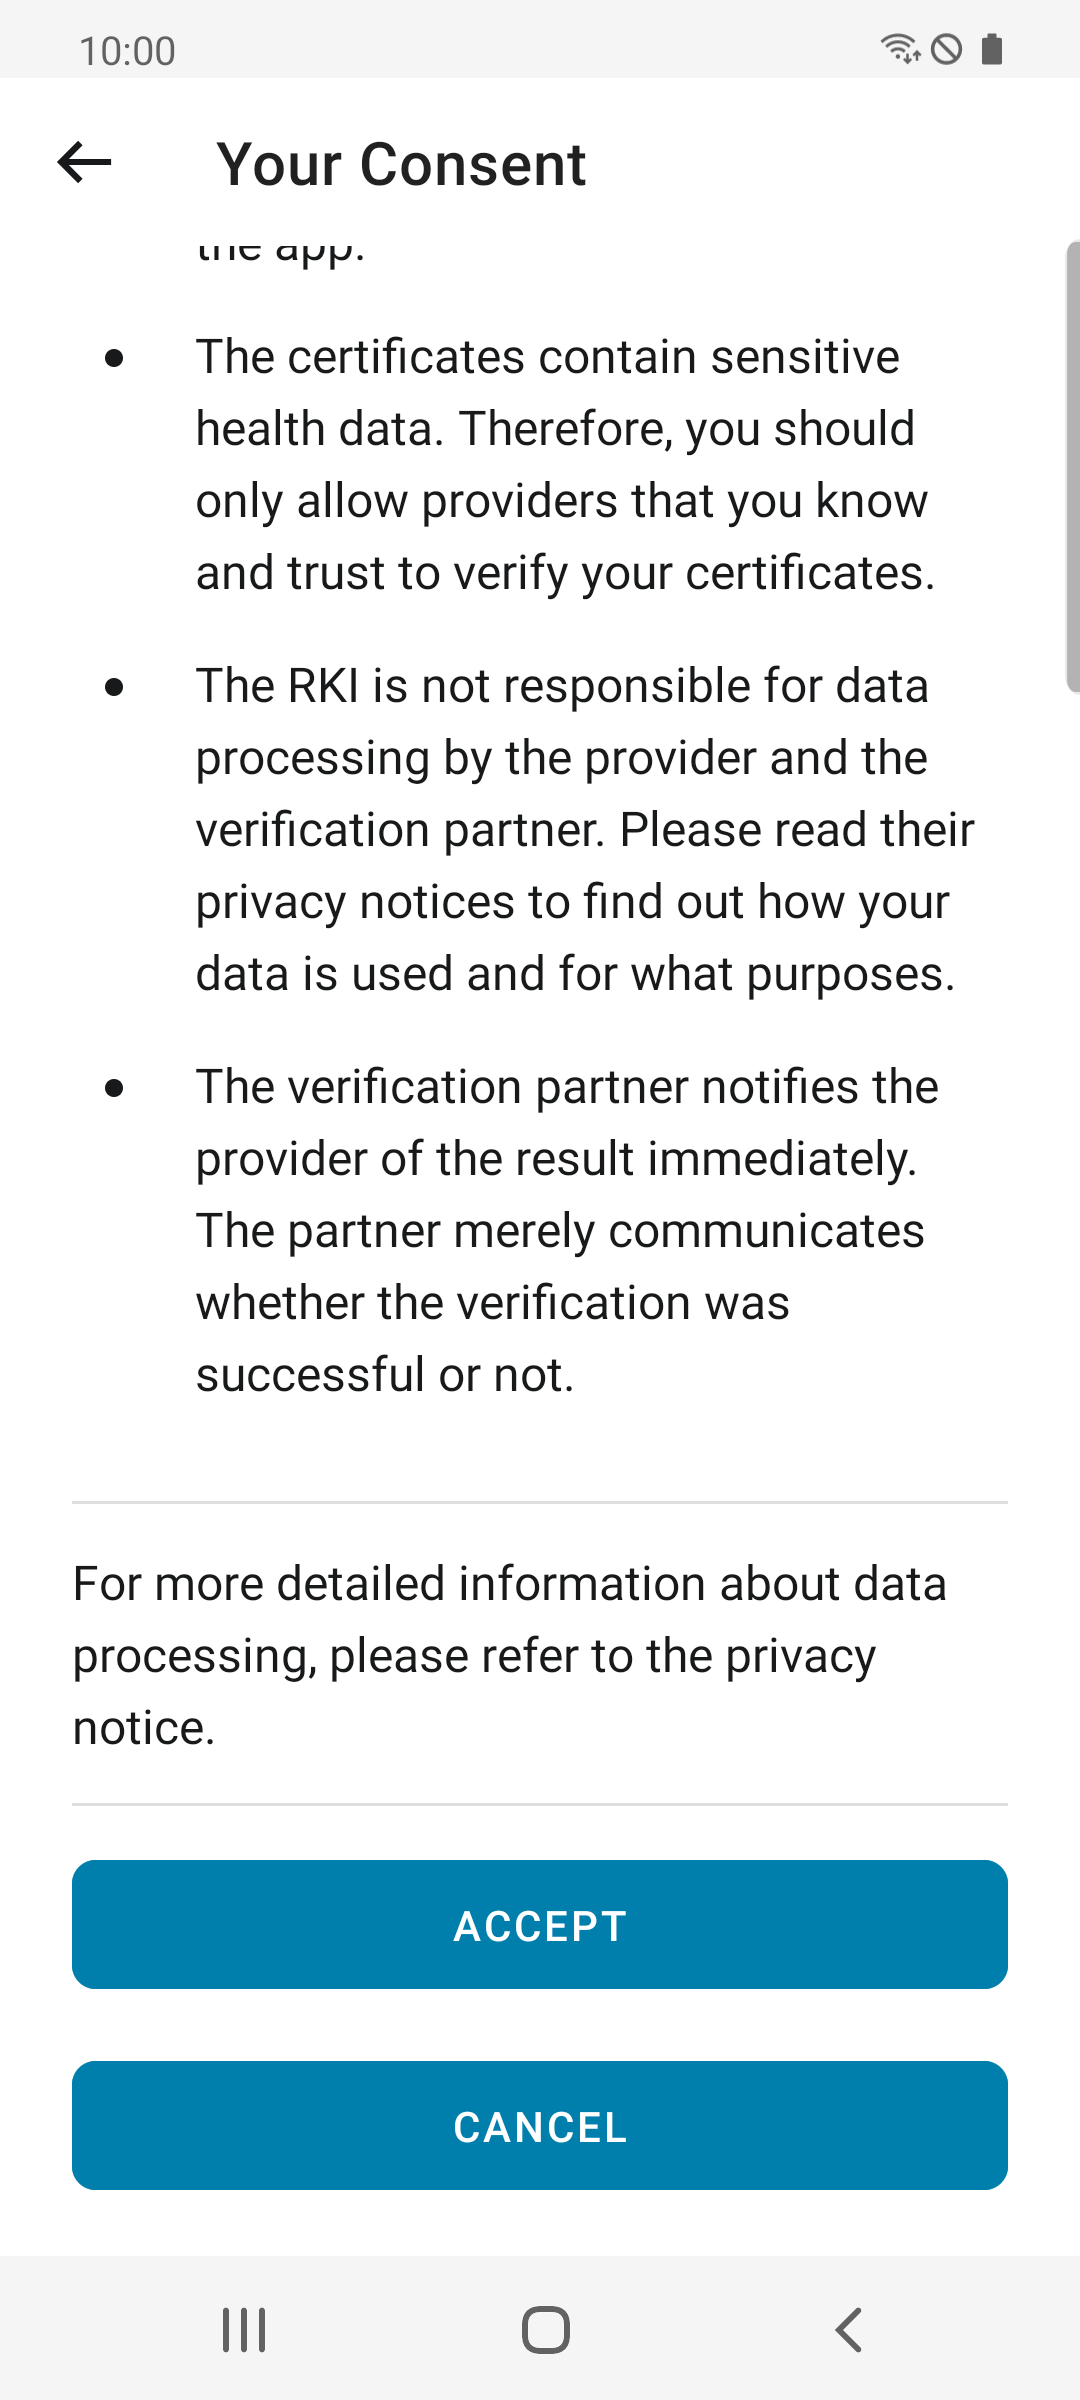 10:00
Your Consent
the app.
• The certificates contain sensitive
health data. Therefore, you should
only allow providers that you know
and trust to verify your certificates.
• The RKI is not responsible for data
processing by the provider and the
verification partner. Please read their
privacy notices to find out how your
data is used and for what purposes.
• The verification partner notifies the
provider of the result immediately.
The partner merely communicates
whether the verification was
successful or not.
For more detailed information about data
processing, please refer to the privacy
notice.
ACCEPT
CANCEL